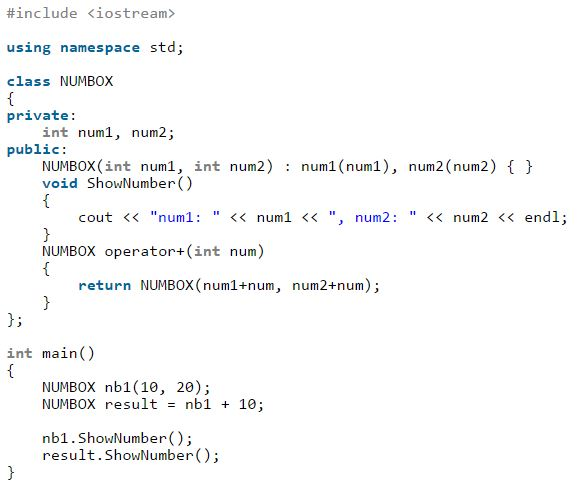 #include <iostream>
using namespace std;
class NUMBOX
{
private:
    int num1, num2;
public:
    NUMBOX(int num1, int num2) : num1(num1), num2(num2) { }
    void ShowNumber()
    {
        cout << "num1: " << num1 << ", num2: " << num2 << endl;
    }
    NUMBOX operator+(int num)
    {
        return NUMBOX(num1+num, num2+num);
    }
};
int main()
{
    NUMBOX nb1(10, 20);
    NUMBOX result = nb1 + 10;
    nb1.ShowNumber();
    result.ShowNumber();
}